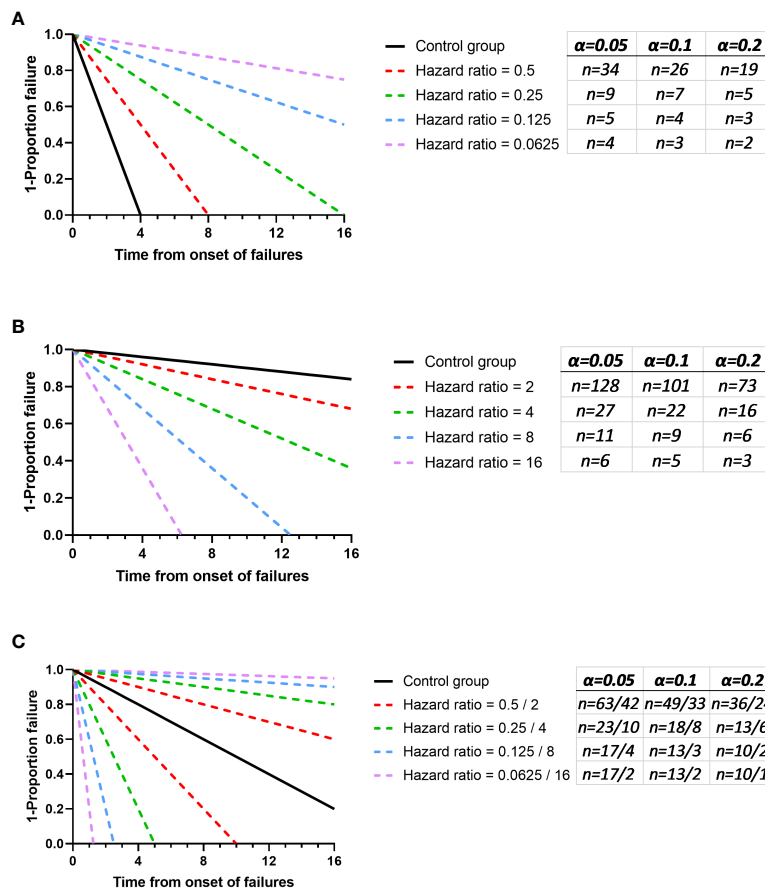 A
1.0
0.8
0.6
0.4
0.2
0.0
1-Proportion failure
0 4 8 12 16
Time from onset of failures
Control group α=0.05 α=0.1 α=0.2
Hazard ratio = 0.5 n=34 n=26 n=19
Hazard ratio = 0.25 n=9 n=7 n=5
Hazard ratio = 0.125 n=5 n=4 n=3
Hazard ratio = 0.0625 n=4 n=3 n=2
B
1.0
0.8
0.6
0.4
0.2
0.0
1-Proportion failure
0 4 8 12 16
Time from onset of failures
Control group α=0.05 α=0.1 α=0.2
Hazard ratio = 2 n=128 n=101 n=73
Hazard ratio = 4 n=27 n=22 n=16
Hazard ratio = 8 n=11 n=9 n=6
Hazard ratio = 16 n=6 n=5 n=3
C
1.0
0.8
0.6
0.4
0.2
0.0
1-Proportion failure
0 4 8 12 16
Time from onset of failures
Control group α=0.05 α=0.1 α=0.2
Hazard ratio = 0.5 / 2 n=63/42 n=49/33
Hazard ratio = 0.25 / 4 n=23/10 n=18/8 n=13/6
Hazard ratio = 0.125 / 8 n=17/4 n=13/3 n=10/2
Hazard ratio = 0.0625 / 16 n=17/2 n=13/2 n=10/1